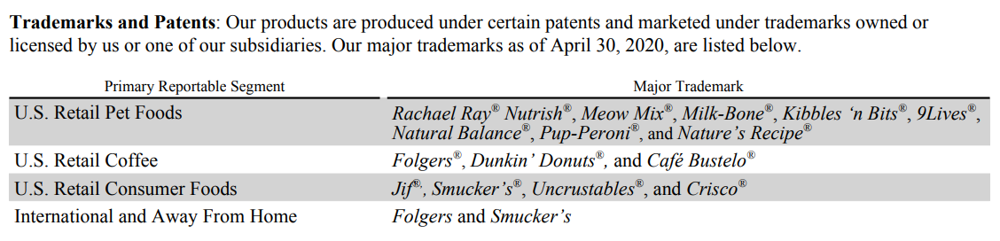 Trademarks and Patents: Our products are produced under certain patents and marketed under trademarks owned or
licensed by us or one of our subsidiaries. Our major trademarks as of April 30, 2020, are listed below.
Primary Reportable Segment Major Trademark
U.S. Retail Pet Foods Rachael Ray® Nutrish®, Meow Mix®, Milk-Bone®, Kibbles ‘n Bits®, 9Lives®,
Natural Balance®, Pup-Peroni®, and Nature’s Recipe®
U.S. Retail Coffee Folgers®, Dunkin’ Donuts®, and Café Bustelo®
U.S. Retail Consumer Foods Jif®, Smucker’s®, Uncrustables®, and Crisco®
International and Away From Home Folgers and Smucker’s